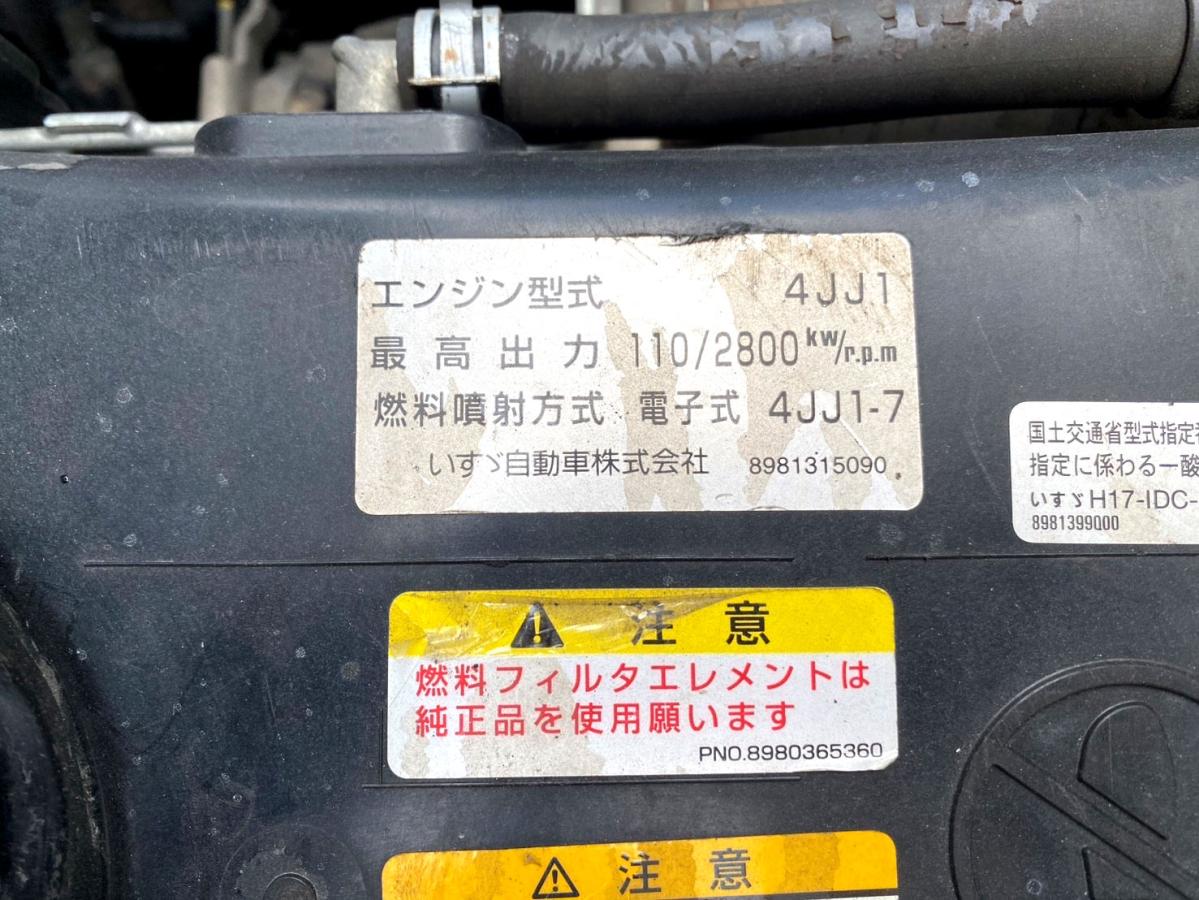 エンジン型式 4JJ1
最高出力 110/2800 kw/r.p.m
燃料噴射方式 電子式 4JJ1-7
いすゞ自動車株式会社 8981315090
国土交通省型式指定
指定に係わる一酸
いすゞH17-IDC-
8981399000
注意
燃料フィルタエレメントは
純正品を使用願います
PNO.8980365360
注意